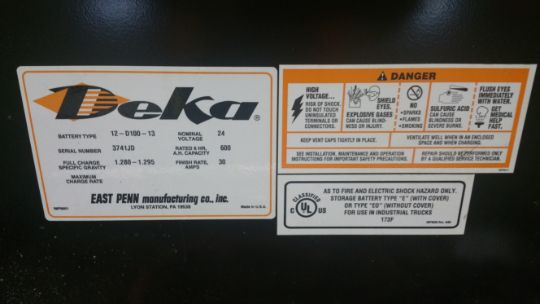 Deka®
BATTERY TYPE 12-D100-13 NOMINAL VOLTAGE 24
SERIAL NUMBER 3741JD RATED 6 HR. A.H. CAPACITY 600
FULL CHARGE SPECIFIC GRAVITY 1.280-1.295 FINISH RATE, AMPS 30
MAXIMUM CHARGE RATE
EAST PENN manufacturing co., inc.
LYON STATION, PA 19536
Made in U.S.A.
DANGER
HIGH VOLTAGE...
RISK OF SHOCK.
DO NOT TOUCH
UNINSULATED
TERMINALS OR
CONNECTORS.
SHIELD EYES.
EXPLOSIVE GASES
CAN CAUSE BLIND-
NESS OR INJURY.
NO
•SPARKS
•FLAMES
•SMOKING
SULFURIC ACID
CAN CAUSE
BLINDNESS OR
SEVERE BURNS.
FLUSH EYES
IMMEDIATELY
WITH WATER.
GET
MEDICAL
HELP
FAST.
KEEP VENT CAPS TIGHTLY IN PLACE.
VENTILATE WELL WHEN IN AN ENCLOSED
SPACE AND WHEN CHARGING.
SEE INSTALLATION, MAINTENANCE AND OPERATION
INSTRUCTIONS FOR IMPORTANT SAFETY PRECAUTIONS.
REPAIR SHOULD BE PERFORMED ONLY
BY A QUALIFIED SERVICE TECHNICIAN.
CLASSIFIED
C UL US
AS TO FIRE AND ELECTRIC SHOCK HAZARD ONLY.
STORAGE BATTERY TYPE "E" (WITH COVER)
OR TYPE "EO" (WITHOUT COVER)
FOR USE IN INDUSTRIAL TRUCKS
173F